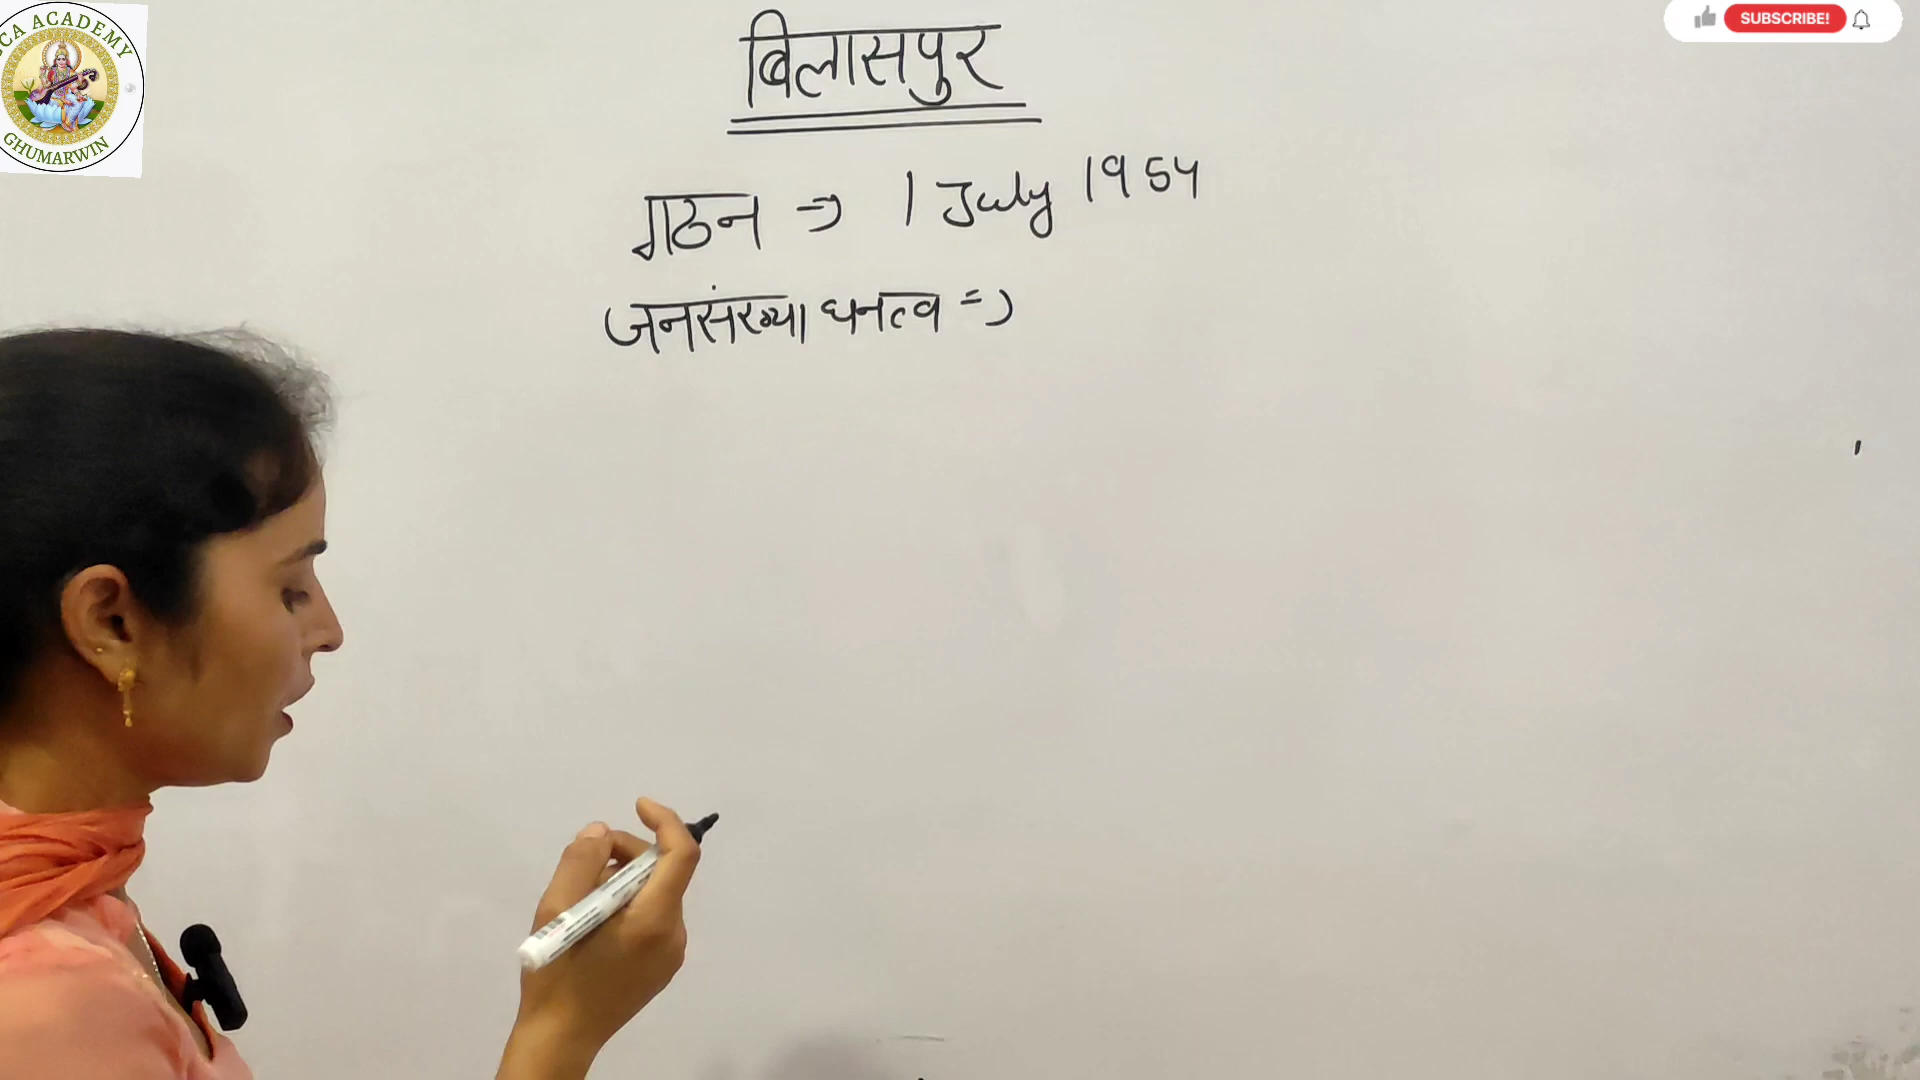 CA ACADEMY
GHUMARWIN
SUBSCRIBE!
बिलासपुर
गठन => 1 July 1954
जनसंख्या घनत्व =>